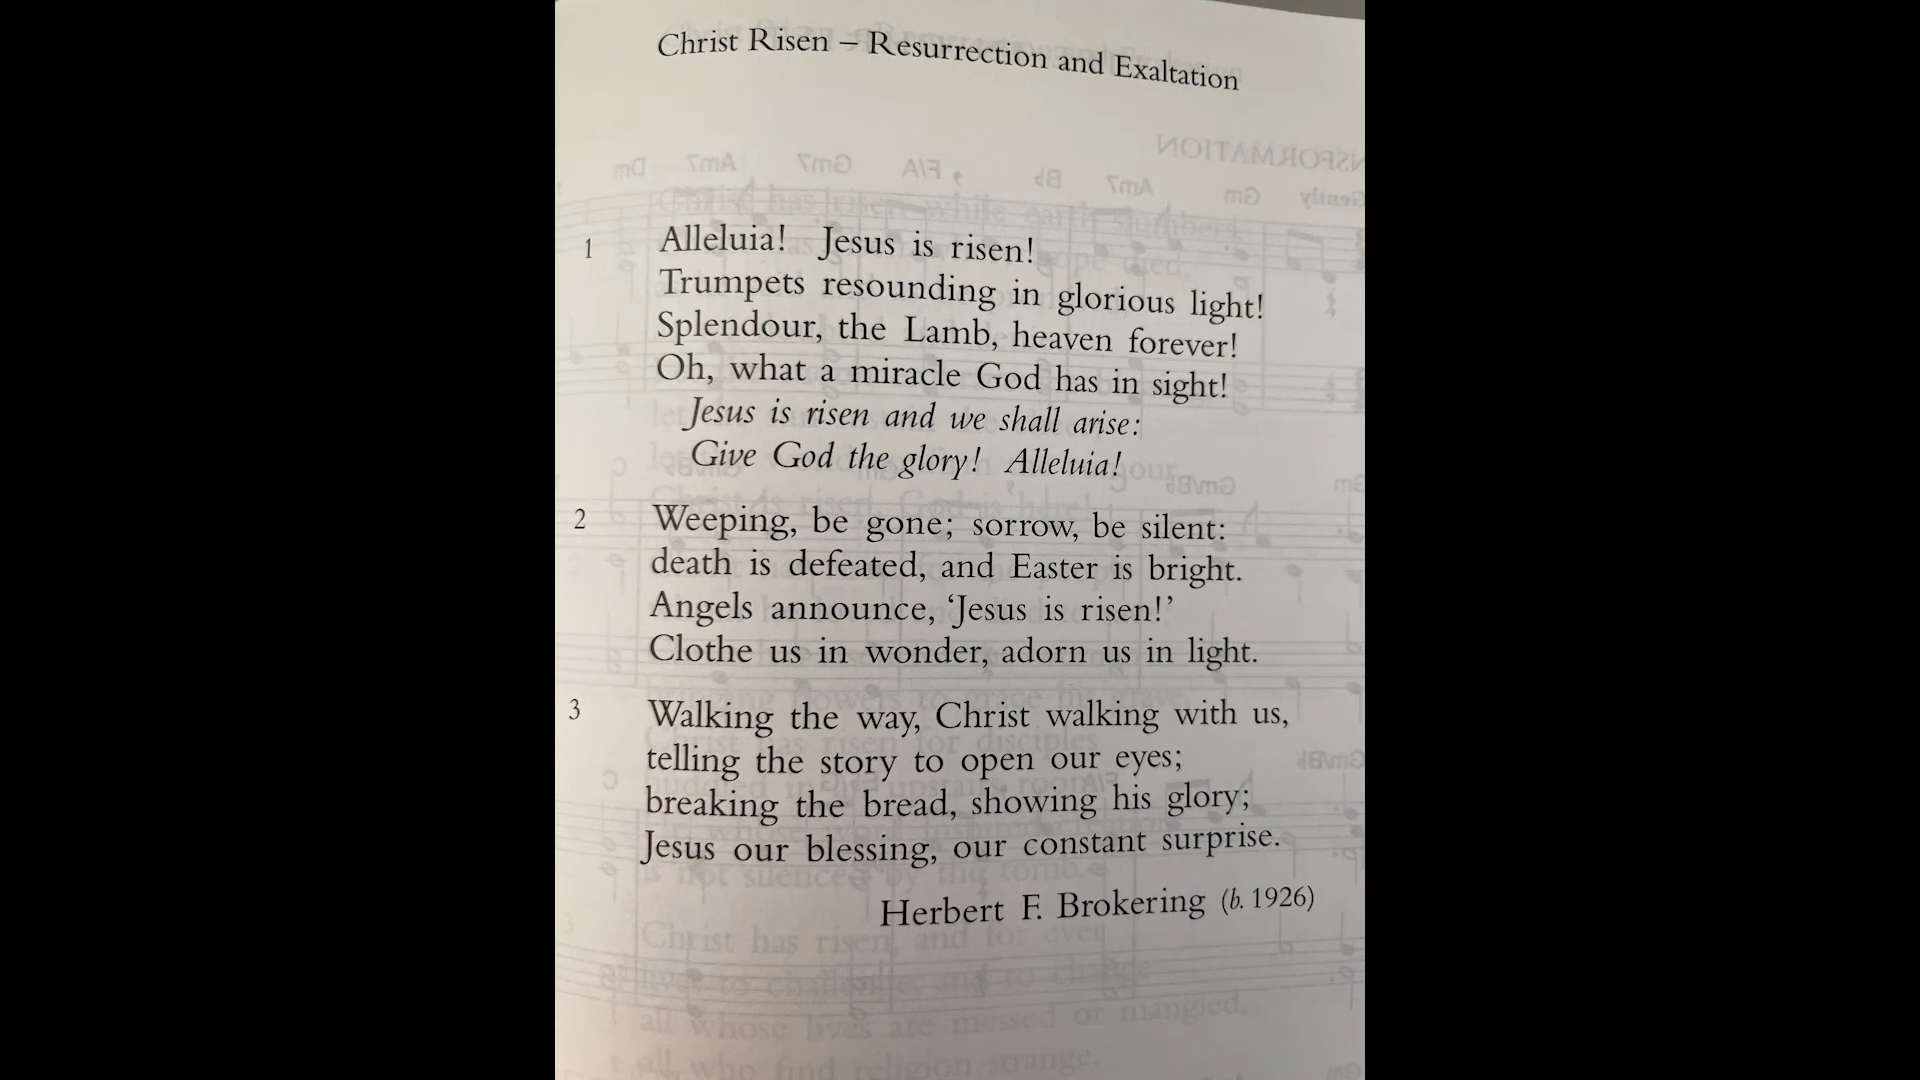 Christ Risen – Resurrection and Exaltation
1 Alleluia! Jesus is risen!
Trumpets resounding in glorious light!
Splendour, the Lamb, heaven forever!
Oh, what a miracle God has in sight!
Jesus is risen and we shall arise:
Give God the glory! Alleluia!
2 Weeping, be gone; sorrow, be silent:
death is defeated, and Easter is bright.
Angels announce, ‘Jesus is risen!’
Clothe us in wonder, adorn us in light.
3 Walking the way, Christ walking with us,
telling the story to open our eyes;
breaking the bread, showing his glory;
Jesus our blessing, our constant surprise.
Herbert F. Brokering (b. 1926)